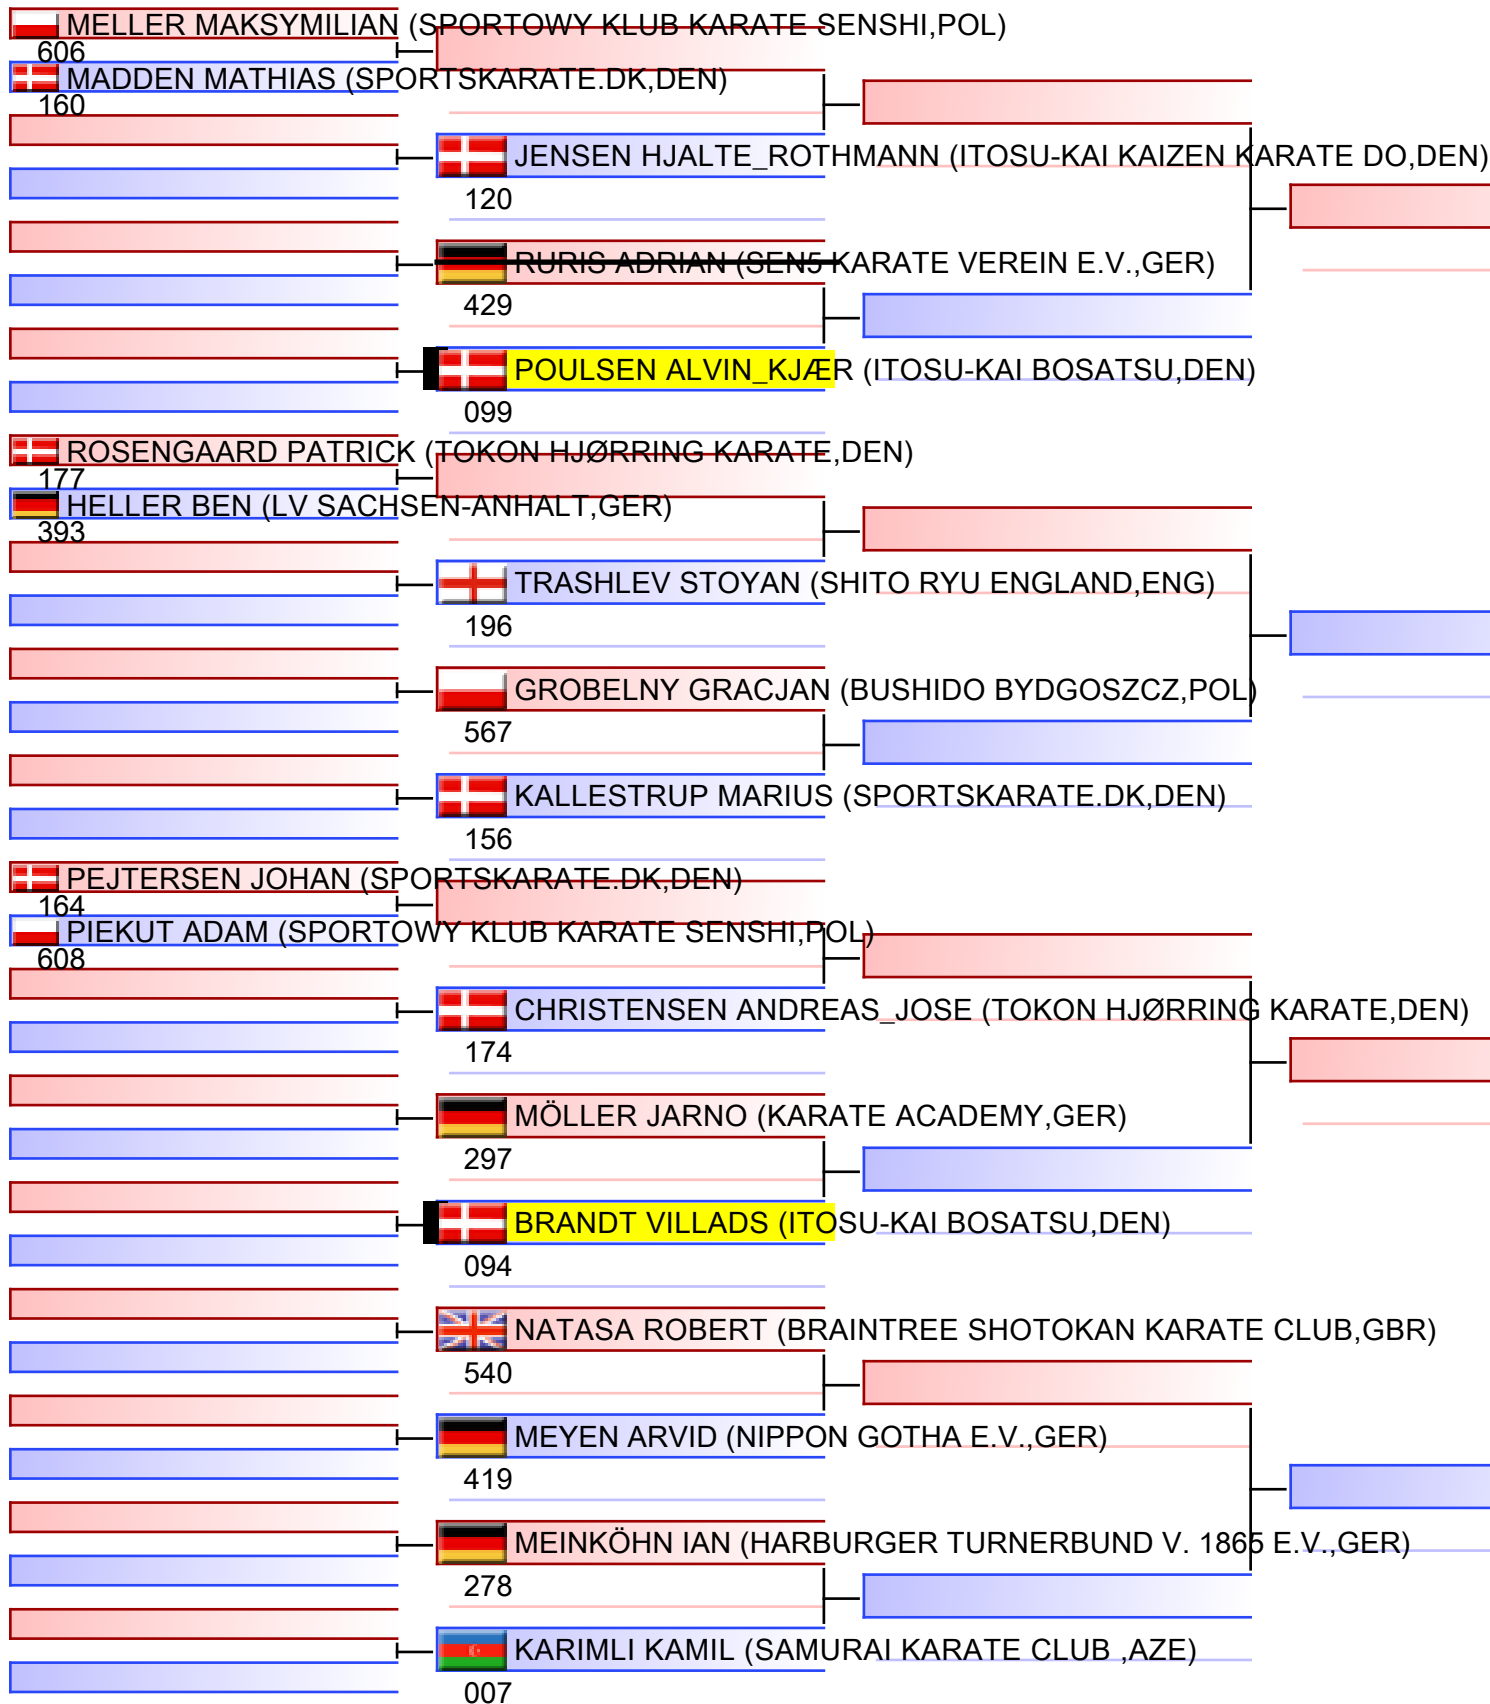 MELLER MAKSYMILIAN (SPORTOWY KLUB KARATE SENSHI,POL)
606
MADDEN MATHIAS (SPORTSKARATE.DK,DEN)
160
JENSEN HJALTE_ROTHMANN (ITOSU-KAI KAIZEN KARATE DO,DEN)
120
RURIS ADRIAN (SEN5 KARATE VEREIN E.V.,GER)
429
POULSEN ALVIN_KJÆR (ITOSU-KAI BOSATSU,DEN)
099
ROSENGAARD PATRICK (TOKON HJØRRING KARATE,DEN)
177
HELLER BEN (LV SACHSEN-ANHALT,GER)
393
TRASHLEV STOYAN (SHITO RYU ENGLAND,ENG)
196
GROBELNY GRACJAN (BUSHIDO BYDGOSZCZ,POL)
567
KALLESTRUP MARIUS (SPORTSKARATE.DK,DEN)
156
PEJTERSEN JOHAN (SPORTSKARATE.DK,DEN)
164
PIEKUT ADAM (SPORTOWY KLUB KARATE SENSHI,POL)
608
CHRISTENSEN ANDREAS_JOSE (TOKON HJØRRING KARATE,DEN)
174
MÖLLER JARNO (KARATE ACADEMY,GER)
297
BRANDT VILLADS (ITOSU-KAI BOSATSU,DEN)
094
NATASA ROBERT (BRAINTREE SHOTOKAN KARATE CLUB,GBR)
540
MEYEN ARVID (NIPPON GOTHA E.V.,GER)
419
MEINKÖHN IAN (HARBURGER TURNERBUND V. 1865 E.V.,GER)
278
KARIMLI KAMIL (SAMURAI KARATE CLUB ,AZE)
007